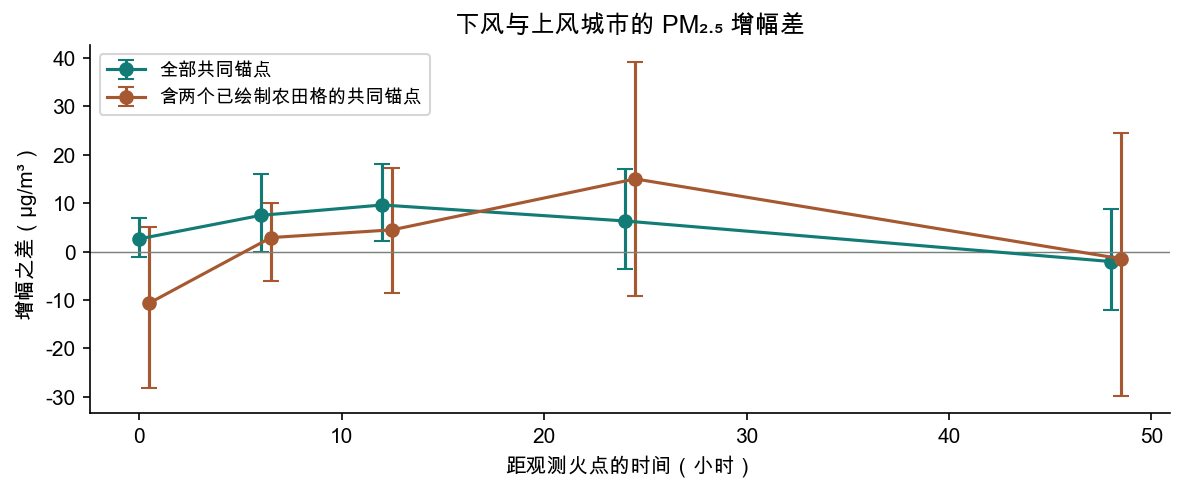 下风与上风城市的 PM₂.₅ 增幅差
全部共同锚点
含两个已绘制农田格的共同锚点
增幅之差（μg/m³）
40
30
20
10
0
-10
-20
-30
0
10
20
30
40
50
距观测火点的时间（小时）